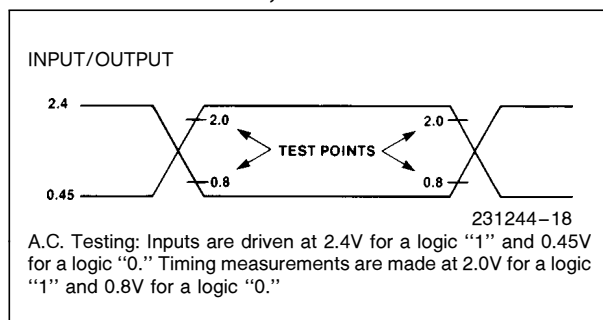 INPUT/OUTPUT
2.4
2.0
2.0
TEST POINTS
0.8
0.8
0.45
231244–18
A.C. Testing: Inputs are driven at 2.4V for a logic ‘‘1’’ and 0.45V
for a logic ‘‘0.’’ Timing measurements are made at 2.0V for a logic
‘‘1’’ and 0.8V for a logic ‘‘0.’’